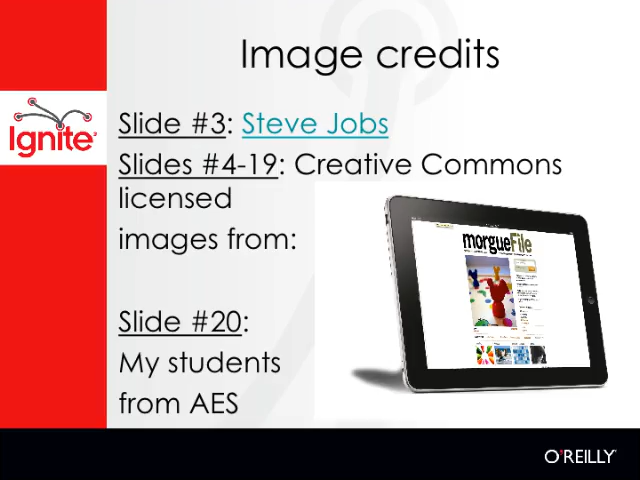 Image credits
Ignite
Slide #3: Steve Jobs
Slides #4-19: Creative Commons
licensed
images from:
morgueFile
Slide #20:
My students
from AES
O'REILLY